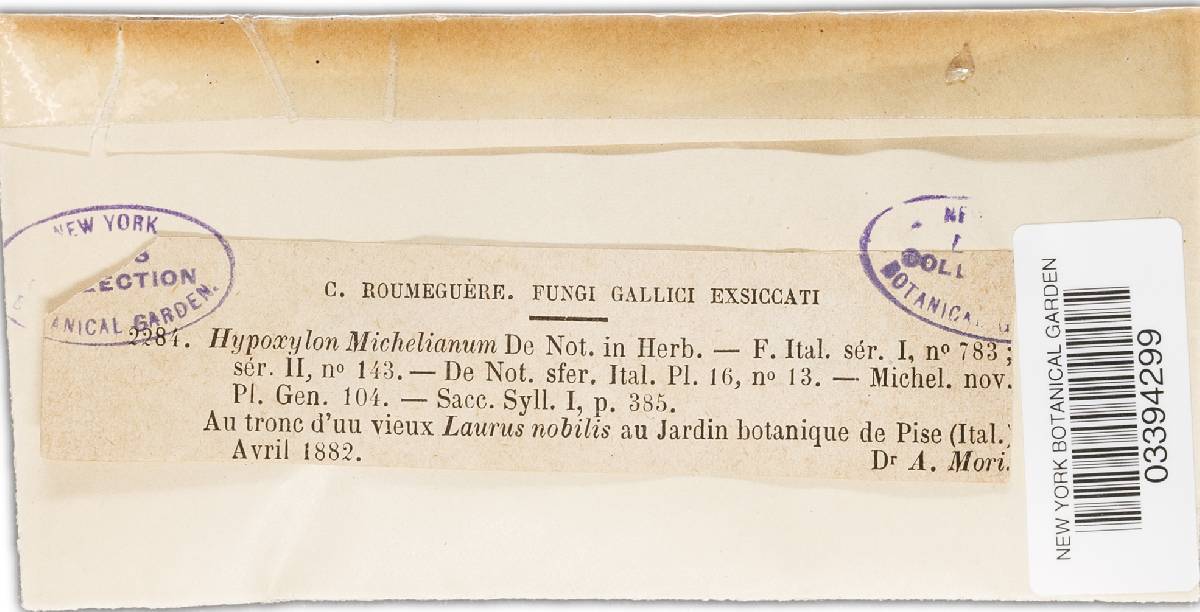 NEW YORK
LECTION
ANICAL GARDEN.
COLL
BOTANICA
C. ROUMEGUÈRE. FUNGI GALLICI EXSICCATI
2284. Hypoxylon Michelianum De Not. in Herb. — F. Ital. sér. I, nº 783 ;
sér. II, nº 143. — De Not. sfer. Ital. Pl. 16, nº 13. — Michel. nov.
Pl. Gen. 104. — Sacc. Syll. I, p. 385.
Au tronc d'uu vieux Laurus nobilis au Jardin botanique de Pise (Ital.)
Avril 1882.
Dr A. Mori.
NEW YORK BOTANICAL GARDEN
03394299